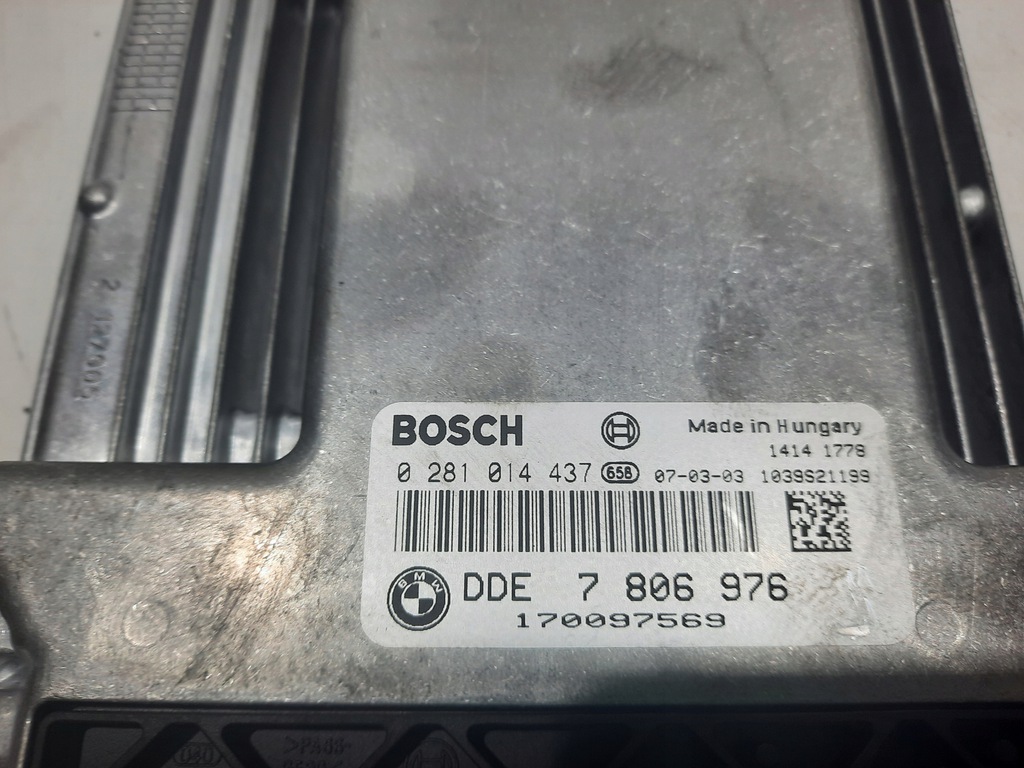 BOSCH Made in Hungary
1414 1778
0 281 014 437 658 07-03-03 1039S21199
BMW DDE 7 806 976
170097569